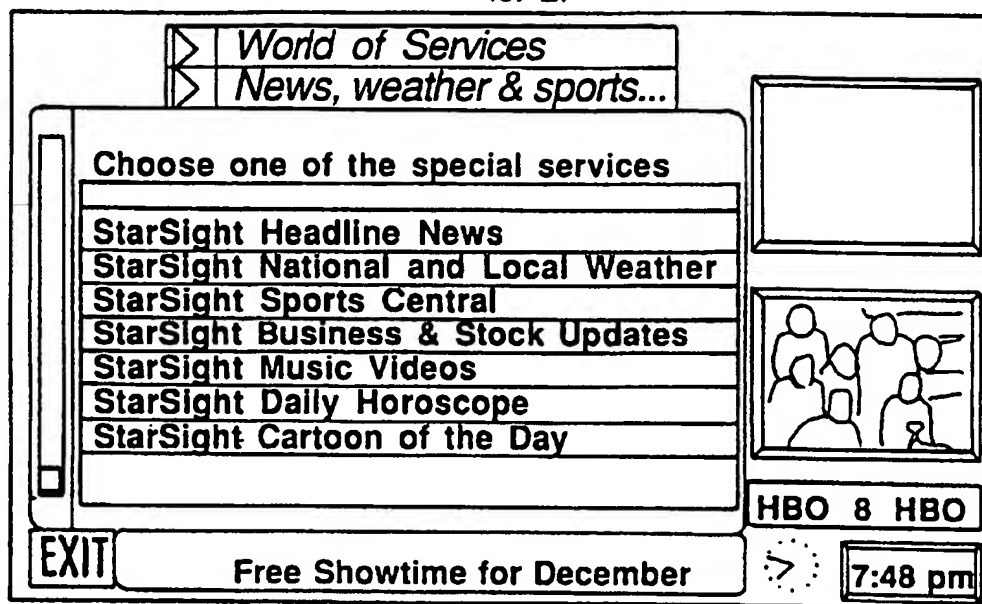 World of Services
News, weather & sports...
Choose one of the special services
StarSight Headline News
StarSight National and Local Weather
StarSight Sports Central
StarSight Business & Stock Updates
StarSight Music Videos
StarSight Daily Horoscope
StarSight Cartoon of the Day
HBO 8 HBO
EXIT
Free Showtime for December
7:48 pm